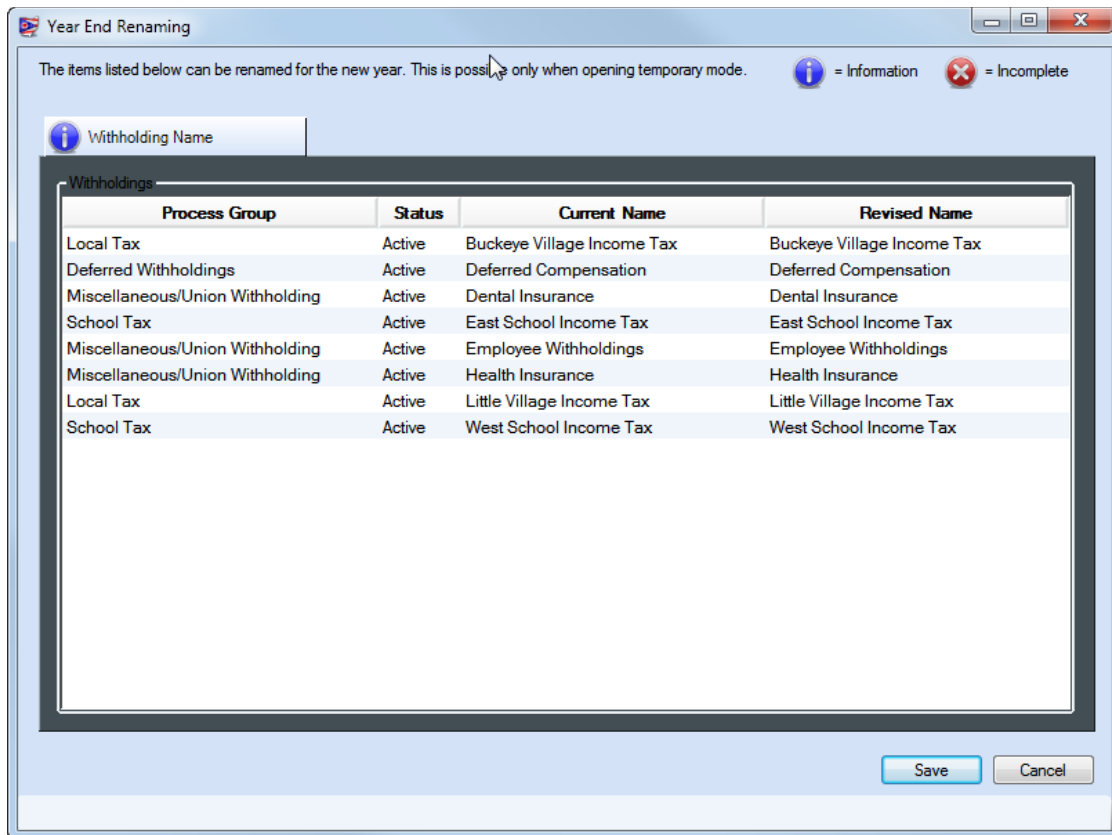 Year End Renaming
The items listed below can be renamed for the new year. This is possible only when opening temporary mode. = Information = Incomplete
Withholding Name
Withholdings
Process Group Status Current Name Revised Name
Local Tax Active Buckeye Village Income Tax Buckeye Village Income Tax
Deferred Withholdings Active Deferred Compensation Deferred Compensation
Miscellaneous/Union Withholding Active Dental Insurance Dental Insurance
School Tax Active East School Income Tax East School Income Tax
Miscellaneous/Union Withholding Active Employee Withholdings Employee Withholdings
Miscellaneous/Union Withholding Active Health Insurance Health Insurance
Local Tax Active Little Village Income Tax Little Village Income Tax
School Tax Active West School Income Tax West School Income Tax
Save Cancel